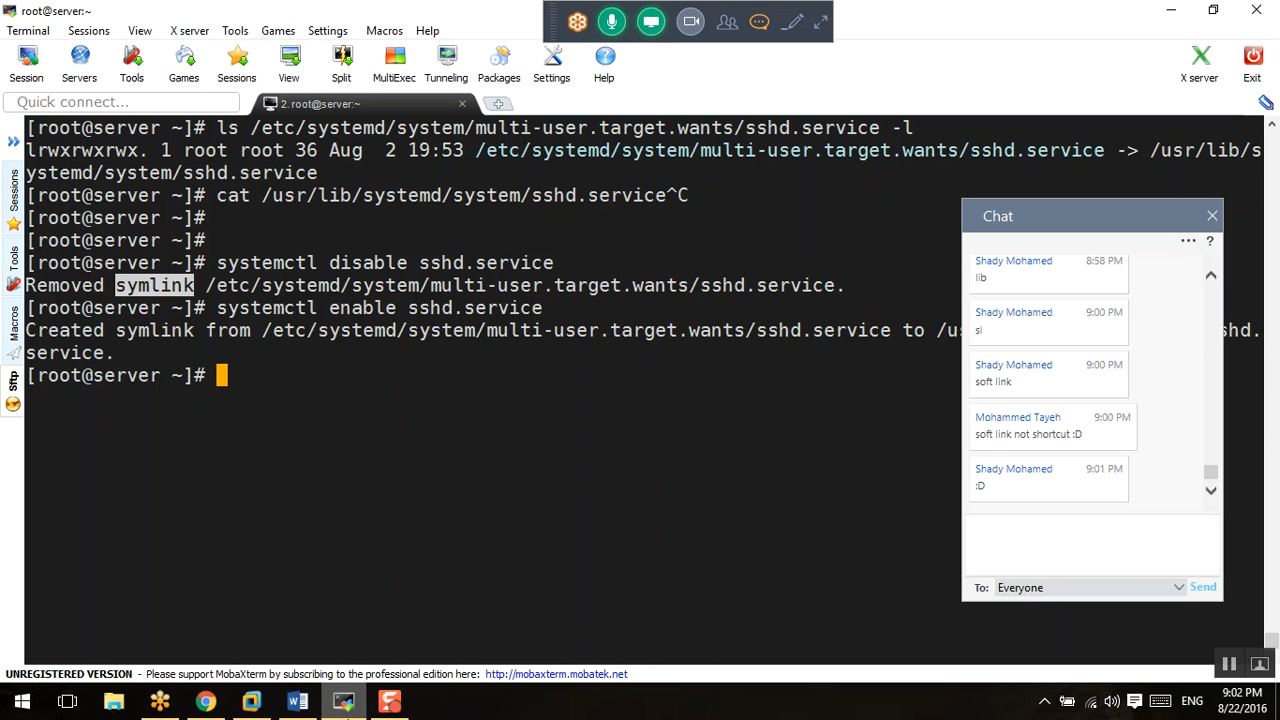 root@server:~
Terminal Sessions View X server Tools Games Settings Macros Help
Session Servers Tools Games Sessions View Split MultiExec Tunneling Packages Settings Help X server Exit
Quick connect...
2. root@server:~
[root@server ~]# ls /etc/systemd/system/multi-user.target.wants/sshd.service -l
lrwxrwxrwx. 1 root root 36 Aug  2 19:53 /etc/systemd/system/multi-user.target.wants/sshd.service -> /usr/lib/s
ystemd/system/sshd.service
[root@server ~]# cat /usr/lib/systemd/system/sshd.service^C
[root@server ~]#
[root@server ~]#
[root@server ~]# systemctl disable sshd.service
Removed symlink /etc/systemd/system/multi-user.target.wants/sshd.service.
[root@server ~]# systemctl enable sshd.service
Created symlink from /etc/systemd/system/multi-user.target.wants/sshd.service to /us hd.
service.
[root@server ~]#
Sessions
Tools
Macros
Sftp
Chat
... ?
Shady Mohamed 8:58 PM
lib
Shady Mohamed 9:00 PM
sl
Shady Mohamed 9:00 PM
soft link
Mohammed Tayeh 9:00 PM
soft link not shortcut :D
Shady Mohamed 9:01 PM
:D
To: Everyone Send
UNREGISTERED VERSION - Please support MobaXterm by subscribing to the professional edition here: http://mobaxterm.mobatek.net
ENG
9:02 PM
8/22/2016